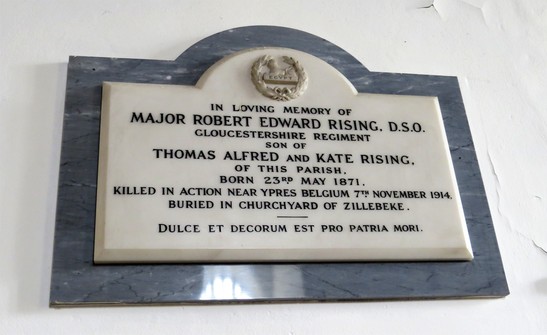 EGYPT
IN LOVING MEMORY OF
MAJOR ROBERT EDWARD RISING, D.S.O.
GLOUCESTERSHIRE REGIMENT
SON OF
THOMAS ALFRED AND KATE RISING,
OF THIS PARISH,
BORN 23RD MAY 1871,
KILLED IN ACTION NEAR YPRES BELGIUM 7TH NOVEMBER 1914,
BURIED IN CHURCHYARD OF ZILLEBEKE.
DULCE ET DECORUM EST PRO PATRIA MORI.